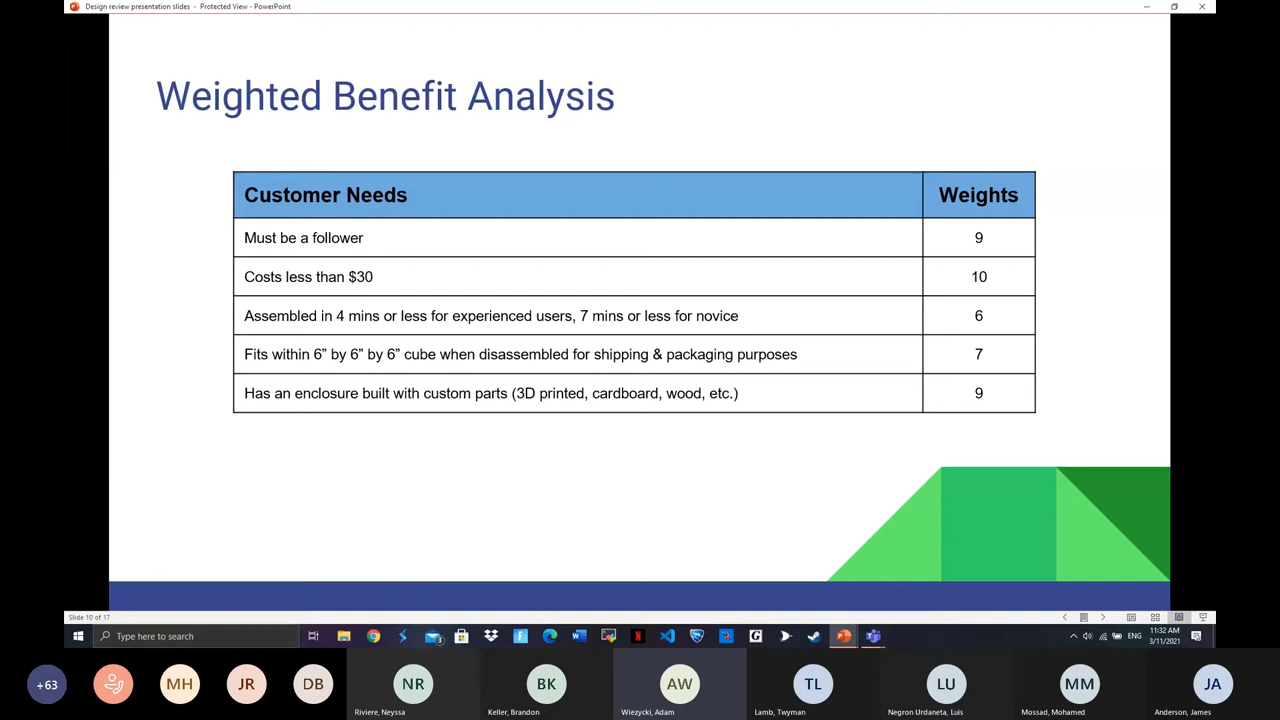 Design review presentation slides - Protected View - PowerPoint
Weighted Benefit Analysis
Customer Needs Weights
Must be a follower 9
Costs less than $30 10
Assembled in 4 mins or less for experienced users, 7 mins or less for novice 6
Fits within 6” by 6” by 6” cube when disassembled for shipping & packaging purposes 7
Has an enclosure built with custom parts (3D printed, cardboard, wood, etc.) 9
Slide 10 of 17
Type here to search
ENG
11:32 AM
3/11/2021
+63 MH JR DB NR BK AW TL LU MM JA
Riviere, Neyssa Keller, Brandon Wiezycki, Adam Lamb, Twyman Negron Urdaneta, Luis Mossad, Mohamed Anderson, James